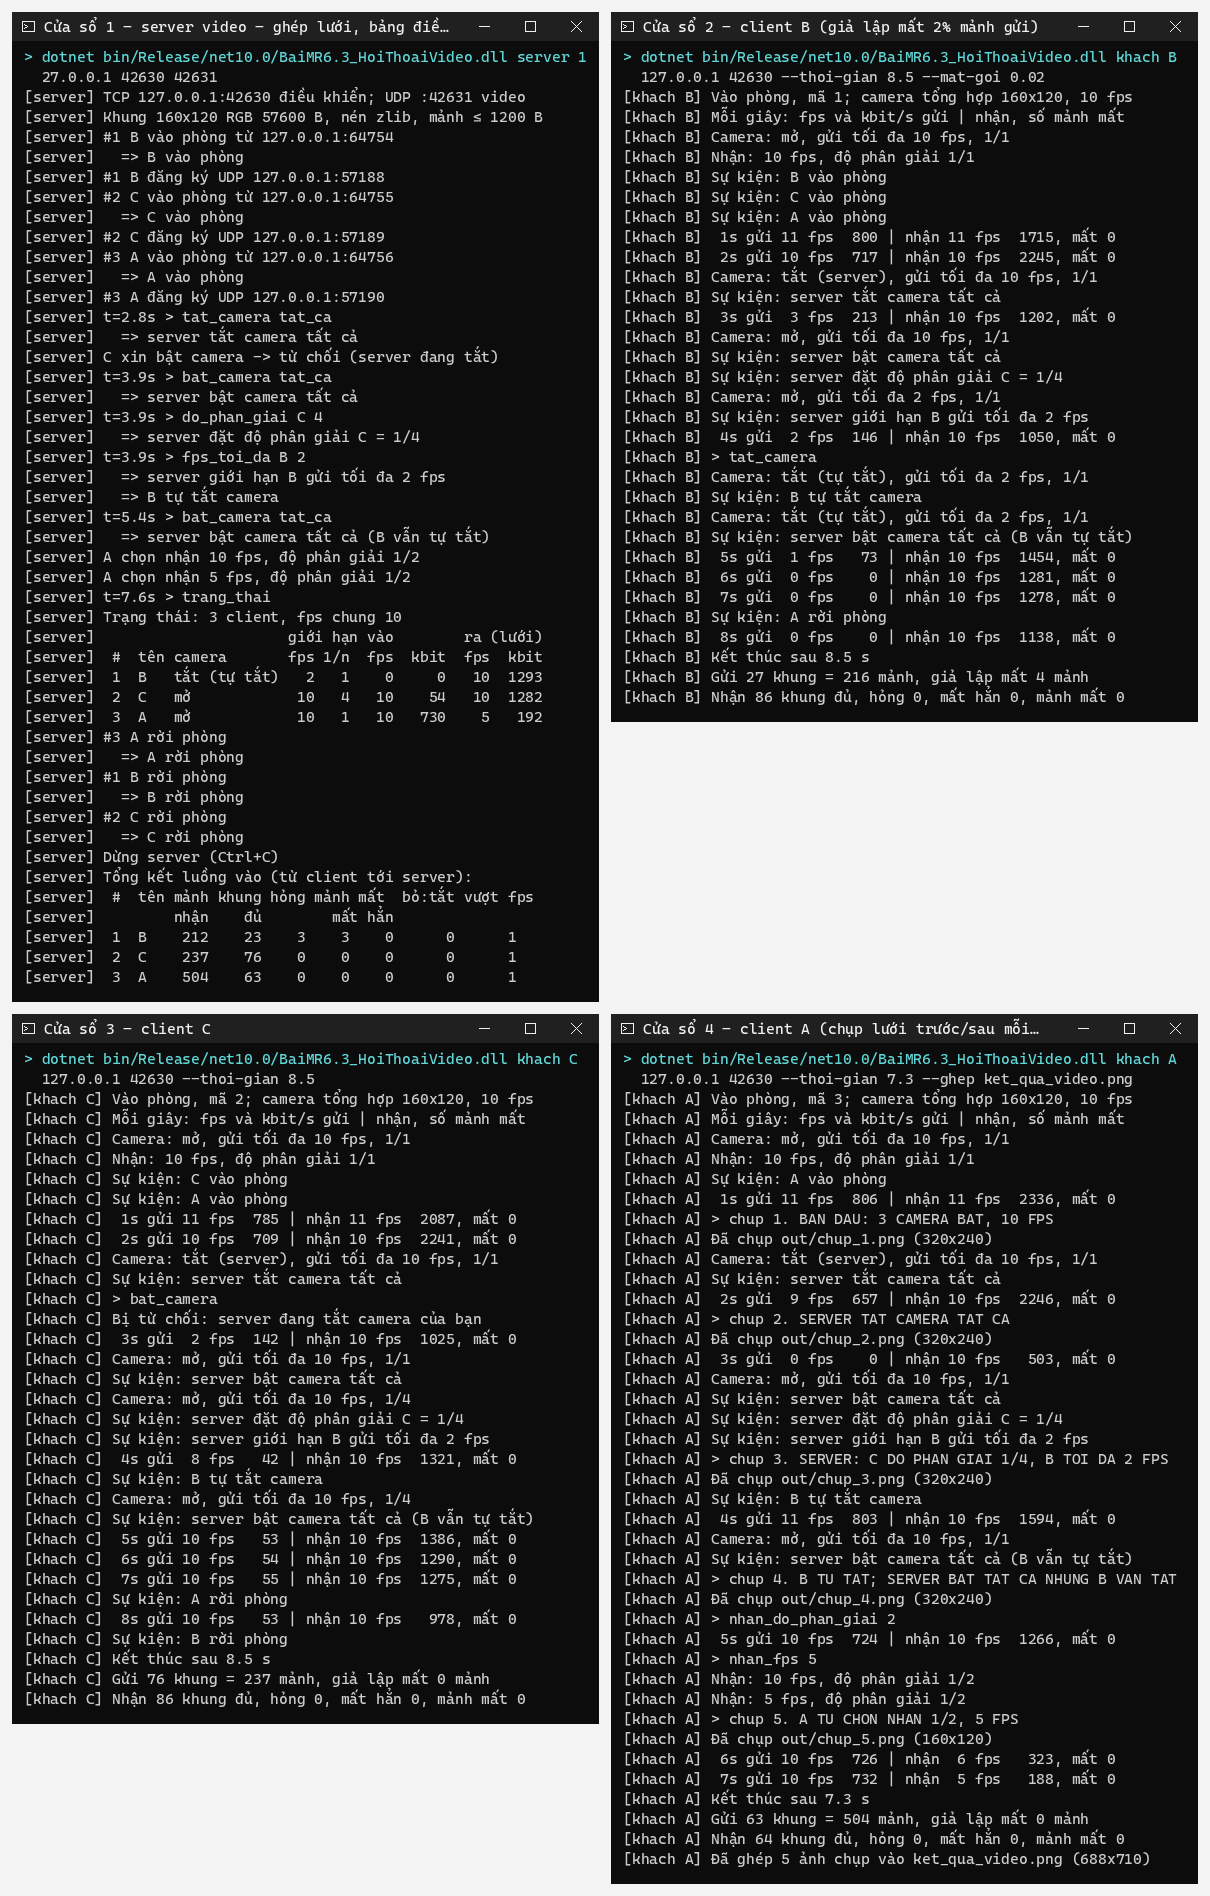 Cửa sổ 1 - server video - ghép lưới, bảng điề…
> dotnet bin/Release/net10.0/BaiMR6.3_HoiThoaiVideo.dll server 1
27.0.0.1 42630 42631
[server] TCP 127.0.0.1:42630 điều khiển; UDP :42631 video
[server] Khung 160x120 RGB 57600 B, nén zlib, mảnh ≤ 1200 B
[server] #1 B vào phòng từ 127.0.0.1:64754
[server]   => B vào phòng
[server] #1 B đăng ký UDP 127.0.0.1:57188
[server] #2 C vào phòng từ 127.0.0.1:64755
[server]   => C vào phòng
[server] #2 C đăng ký UDP 127.0.0.1:57189
[server] #3 A vào phòng từ 127.0.0.1:64756
[server]   => A vào phòng
[server] #3 A đăng ký UDP 127.0.0.1:57190
[server] t=2.8s > tat_camera tat_ca
[server]   => server tắt camera tất cả
[server] C xin bật camera -> từ chối (server đang tắt)
[server] t=3.9s > bat_camera tat_ca
[server]   => server bật camera tất cả
[server] t=3.9s > do_phan_giai C 4
[server]   => server đặt độ phân giải C = 1/4
[server] t=3.9s > fps_toi_da B 2
[server]   => server giới hạn B gửi tối đa 2 fps
[server]   => B tự tắt camera
[server] t=5.4s > bat_camera tat_ca
[server]   => server bật camera tất cả (B vẫn tự tắt)
[server] A chọn nhận 10 fps, độ phân giải 1/2
[server] A chọn nhận 5 fps, độ phân giải 1/2
[server] t=7.6s > trang_thai
[server] Trạng thái: 3 client, fps chung 10
[server]                      giới hạn vào        ra (lưới)
[server]  #  tên camera       fps 1/n  fps  kbit  fps  kbit
[server]  1  B   tắt (tự tắt)   2   1    0     0   10  1293
[server]  2  C   mở            10   4   10    54   10  1282
[server]  3  A   mở            10   1   10   730    5   192
[server] #3 A rời phòng
[server]   => A rời phòng
[server] #1 B rời phòng
[server]   => B rời phòng
[server] #2 C rời phòng
[server]   => C rời phòng
[server] Dừng server (Ctrl+C)
[server] Tổng kết luồng vào (từ client tới server):
[server]  #  tên mảnh khung hỏng mảnh mất  bỏ:tắt vượt fps
[server]         nhận    đủ        mất hẳn
[server]  1  B    212    23    3    3    0      0      1
[server]  2  C    237    76    0    0    0      0      1
[server]  3  A    504    63    0    0    0      0      1
Cửa sổ 2 - client B (giả lập mất 2% mảnh gửi)
> dotnet bin/Release/net10.0/BaiMR6.3_HoiThoaiVideo.dll khach B
127.0.0.1 42630 --thoi-gian 8.5 --mat-goi 0.02
[khach B] Vào phòng, mã 1; camera tổng hợp 160x120, 10 fps
[khach B] Mỗi giây: fps và kbit/s gửi | nhận, số mảnh mất
[khach B] Camera: mở, gửi tối đa 10 fps, 1/1
[khach B] Nhận: 10 fps, độ phân giải 1/1
[khach B] Sự kiện: B vào phòng
[khach B] Sự kiện: C vào phòng
[khach B] Sự kiện: A vào phòng
[khach B]  1s gửi 11 fps  800 | nhận 11 fps  1715, mất 0
[khach B]  2s gửi 10 fps  717 | nhận 10 fps  2245, mất 0
[khach B] Camera: tắt (server), gửi tối đa 10 fps, 1/1
[khach B] Sự kiện: server tắt camera tất cả
[khach B]  3s gửi  3 fps  213 | nhận 10 fps  1202, mất 0
[khach B] Camera: mở, gửi tối đa 10 fps, 1/1
[khach B] Sự kiện: server bật camera tất cả
[khach B] Sự kiện: server đặt độ phân giải C = 1/4
[khach B] Camera: mở, gửi tối đa 2 fps, 1/1
[khach B] Sự kiện: server giới hạn B gửi tối đa 2 fps
[khach B]  4s gửi  2 fps  146 | nhận 10 fps  1050, mất 0
[khach B] > tat_camera
[khach B] Camera: tắt (tự tắt), gửi tối đa 2 fps, 1/1
[khach B] Sự kiện: B tự tắt camera
[khach B] Camera: tắt (tự tắt), gửi tối đa 2 fps, 1/1
[khach B] Sự kiện: server bật camera tất cả (B vẫn tự tắt)
[khach B]  5s gửi  1 fps   73 | nhận 10 fps  1454, mất 0
[khach B]  6s gửi  0 fps    0 | nhận 10 fps  1281, mất 0
[khach B]  7s gửi  0 fps    0 | nhận 10 fps  1278, mất 0
[khach B] Sự kiện: A rời phòng
[khach B]  8s gửi  0 fps    0 | nhận 10 fps  1138, mất 0
[khach B] Kết thúc sau 8.5 s
[khach B] Gửi 27 khung = 216 mảnh, giả lập mất 4 mảnh
[khach B] Nhận 86 khung đủ, hỏng 0, mất hẳn 0, mảnh mất 0
Cửa sổ 3 - client C
> dotnet bin/Release/net10.0/BaiMR6.3_HoiThoaiVideo.dll khach C
127.0.0.1 42630 --thoi-gian 8.5
[khach C] Vào phòng, mã 2; camera tổng hợp 160x120, 10 fps
[khach C] Mỗi giây: fps và kbit/s gửi | nhận, số mảnh mất
[khach C] Camera: mở, gửi tối đa 10 fps, 1/1
[khach C] Nhận: 10 fps, độ phân giải 1/1
[khach C] Sự kiện: C vào phòng
[khach C] Sự kiện: A vào phòng
[khach C]  1s gửi 11 fps  785 | nhận 11 fps  2087, mất 0
[khach C]  2s gửi 10 fps  709 | nhận 10 fps  2241, mất 0
[khach C] Camera: tắt (server), gửi tối đa 10 fps, 1/1
[khach C] Sự kiện: server tắt camera tất cả
[khach C] > bat_camera
[khach C] Bị từ chối: server đang tắt camera của bạn
[khach C]  3s gửi  2 fps  142 | nhận 10 fps  1025, mất 0
[khach C] Camera: mở, gửi tối đa 10 fps, 1/1
[khach C] Sự kiện: server bật camera tất cả
[khach C] Camera: mở, gửi tối đa 10 fps, 1/4
[khach C] Sự kiện: server đặt độ phân giải C = 1/4
[khach C] Sự kiện: server giới hạn B gửi tối đa 2 fps
[khach C]  4s gửi  8 fps   42 | nhận 10 fps  1321, mất 0
[khach C] Sự kiện: B tự tắt camera
[khach C] Camera: mở, gửi tối đa 10 fps, 1/4
[khach C] Sự kiện: server bật camera tất cả (B vẫn tự tắt)
[khach C]  5s gửi 10 fps   53 | nhận 10 fps  1386, mất 0
[khach C]  6s gửi 10 fps   54 | nhận 10 fps  1290, mất 0
[khach C]  7s gửi 10 fps   55 | nhận 10 fps  1275, mất 0
[khach C] Sự kiện: A rời phòng
[khach C]  8s gửi 10 fps   53 | nhận 10 fps   978, mất 0
[khach C] Sự kiện: B rời phòng
[khach C] Kết thúc sau 8.5 s
[khach C] Gửi 76 khung = 237 mảnh, giả lập mất 0 mảnh
[khach C] Nhận 86 khung đủ, hỏng 0, mất hẳn 0, mảnh mất 0
Cửa sổ 4 - client A (chụp lưới trước/sau mỗi…
> dotnet bin/Release/net10.0/BaiMR6.3_HoiThoaiVideo.dll khach A
127.0.0.1 42630 --thoi-gian 7.3 --ghep ket_qua_video.png
[khach A] Vào phòng, mã 3; camera tổng hợp 160x120, 10 fps
[khach A] Mỗi giây: fps và kbit/s gửi | nhận, số mảnh mất
[khach A] Camera: mở, gửi tối đa 10 fps, 1/1
[khach A] Nhận: 10 fps, độ phân giải 1/1
[khach A] Sự kiện: A vào phòng
[khach A]  1s gửi 11 fps  806 | nhận 11 fps  2336, mất 0
[khach A] > chup 1. BAN DAU: 3 CAMERA BAT, 10 FPS
[khach A] Đã chụp out/chup_1.png (320x240)
[khach A] Camera: tắt (server), gửi tối đa 10 fps, 1/1
[khach A] Sự kiện: server tắt camera tất cả
[khach A]  2s gửi  9 fps  657 | nhận 10 fps  2246, mất 0
[khach A] > chup 2. SERVER TAT CAMERA TAT CA
[khach A] Đã chụp out/chup_2.png (320x240)
[khach A]  3s gửi  0 fps    0 | nhận 10 fps   503, mất 0
[khach A] Camera: mở, gửi tối đa 10 fps, 1/1
[khach A] Sự kiện: server bật camera tất cả
[khach A] Sự kiện: server đặt độ phân giải C = 1/4
[khach A] Sự kiện: server giới hạn B gửi tối đa 2 fps
[khach A] > chup 3. SERVER: C DO PHAN GIAI 1/4, B TOI DA 2 FPS
[khach A] Đã chụp out/chup_3.png (320x240)
[khach A] Sự kiện: B tự tắt camera
[khach A]  4s gửi 11 fps  803 | nhận 10 fps  1594, mất 0
[khach A] Camera: mở, gửi tối đa 10 fps, 1/1
[khach A] Sự kiện: server bật camera tất cả (B vẫn tự tắt)
[khach A] > chup 4. B TU TAT; SERVER BAT TAT CA NHUNG B VAN TAT
[khach A] Đã chụp out/chup_4.png (320x240)
[khach A] > nhan_do_phan_giai 2
[khach A]  5s gửi 10 fps  724 | nhận 10 fps  1266, mất 0
[khach A] > nhan_fps 5
[khach A] Nhận: 10 fps, độ phân giải 1/2
[khach A] Nhận: 5 fps, độ phân giải 1/2
[khach A] > chup 5. A TU CHON NHAN 1/2, 5 FPS
[khach A] Đã chụp out/chup_5.png (160x120)
[khach A]  6s gửi 10 fps  726 | nhận  6 fps   323, mất 0
[khach A]  7s gửi 10 fps  732 | nhận  5 fps   188, mất 0
[khach A] Kết thúc sau 7.3 s
[khach A] Gửi 63 khung = 504 mảnh, giả lập mất 0 mảnh
[khach A] Nhận 64 khung đủ, hỏng 0, mất hẳn 0, mảnh mất 0
[khach A] Đã ghép 5 ảnh chụp vào ket_qua_video.png (688x710)